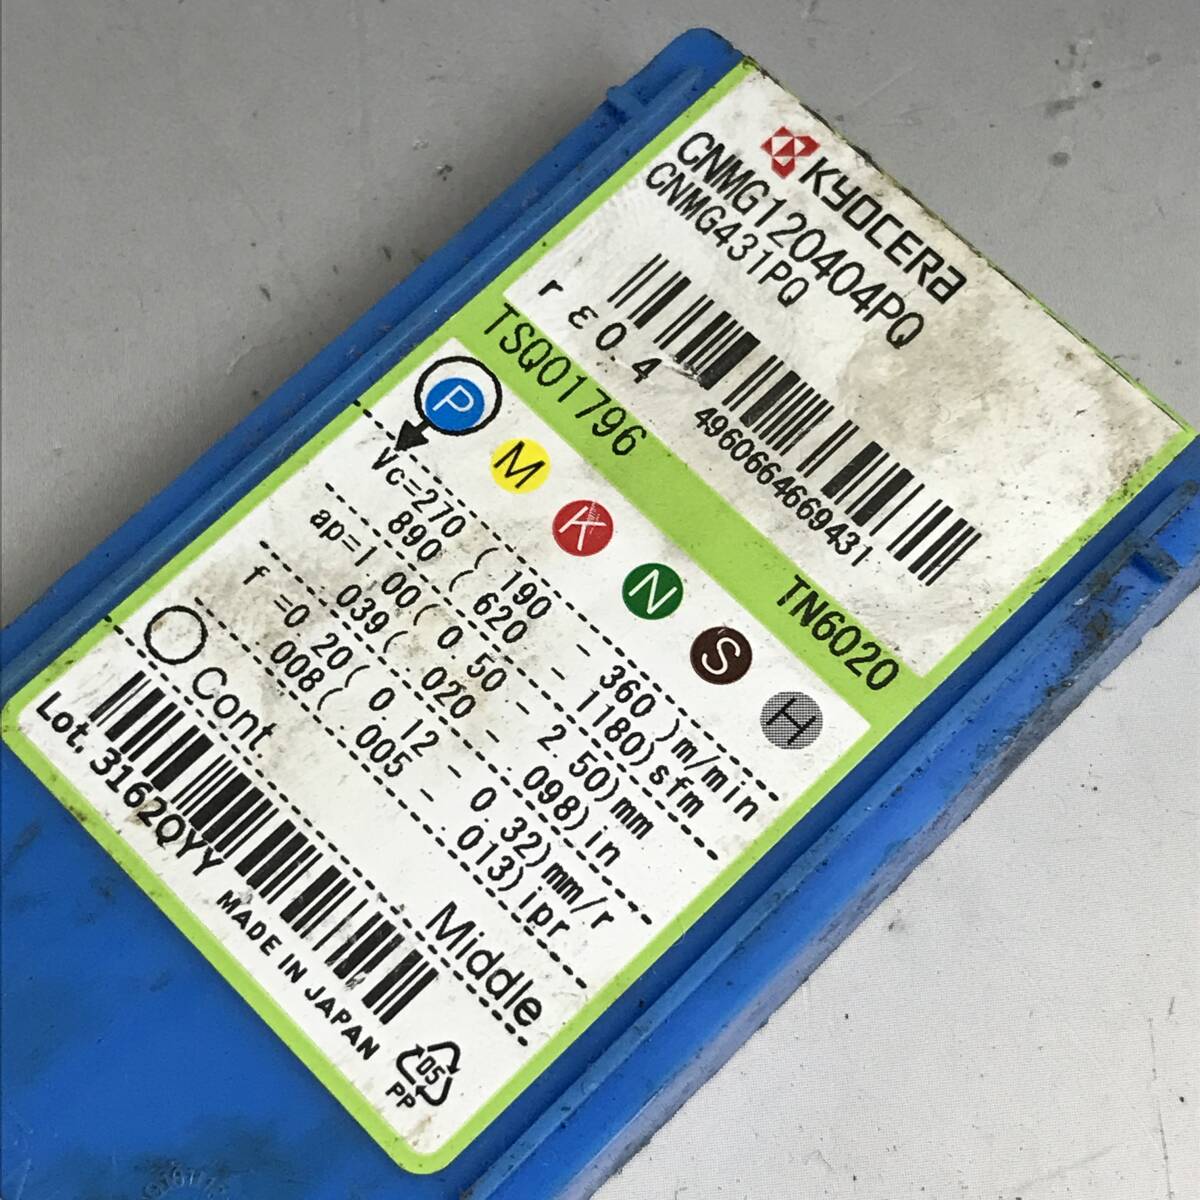 KYOCERA
CNMG120404PQ
CNMG431PQ
rε0.4
4960664669431
TSQ01796 TN6020
P M K N S H
Vc=270 ( 190 - 360 )m/min
890 ( 620 - 1180)sfm
ap=1.00( 0.50 - 2.50)mm
.039( .020 - .098)in
f =0.20( 0.12 - 0.32)mm/r
.008( .005 - .013)ipr
Cont Middle
Lot. 3162QYY
MADE IN JAPAN
05
PP